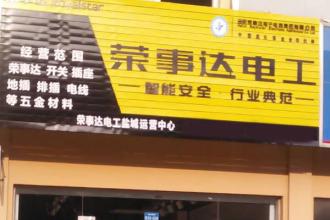 经营范围
荣事达 开关 插座
地插 排插 电线
等五金材料
荣事达电工
智能安全·行业典范
荣事达电工盐城运营中心